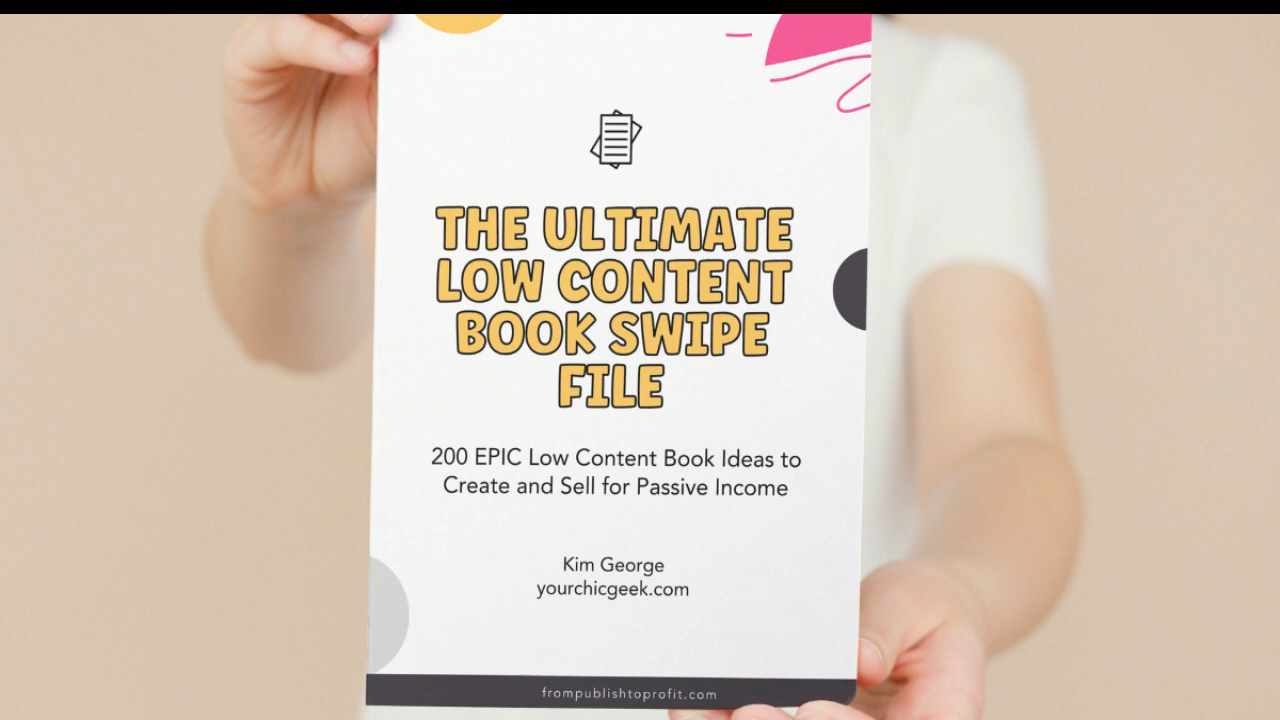 THE ULTIMATE
LOW CONTENT
BOOK SWIPE
FILE
200 EPIC Low Content Book Ideas to
Create and Sell for Passive Income
Kim George
yourchicgeek.com
frompublishtoprofit.com